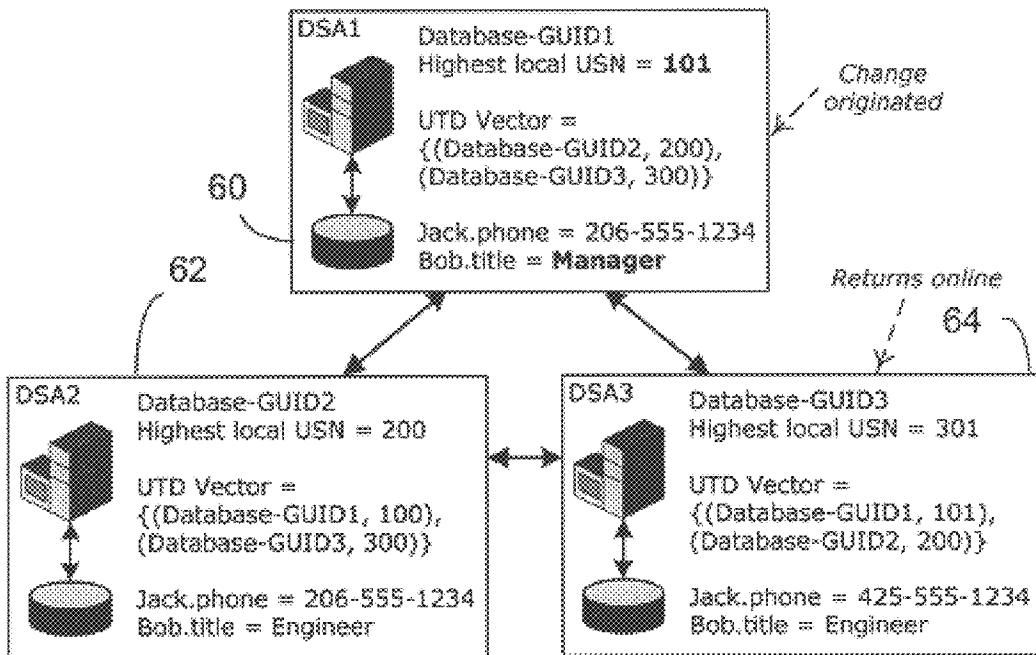 DSA1
Database-GUID1
Highest local USN = 101
UTD Vector =
{(Database-GUID2, 200),
(Database-GUID3, 300)}
Jack.phone = 206-555-1234
Bob.title = Manager
Change
originated
60
62
Returns online
64
DSA2
Database-GUID2
Highest local USN = 200
UTD Vector =
{(Database-GUID1, 100),
(Database-GUID3, 300)}
Jack.phone = 206-555-1234
Bob.title = Engineer
DSA3
Database-GUID3
Highest local USN = 301
UTD Vector =
{(Database-GUID1, 101),
(Database-GUID2, 200)}
Jack.phone = 425-555-1234
Bob.title = Engineer